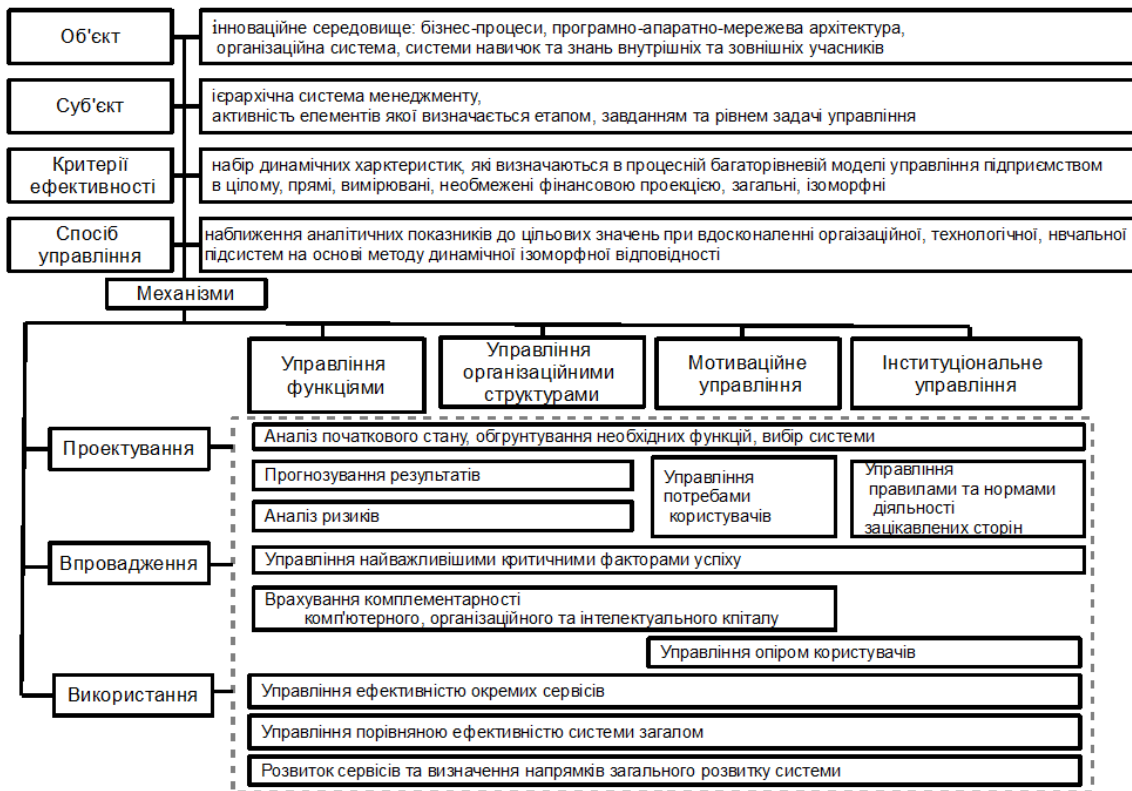 Об'єкт
інноваційне середовище: бізнес-процеси, програмно-апаратно-мережева архітектура,
організаційна система, системи навичок та знань внутрішніх та зовнішніх учасників
Суб'єкт
ієрархічна система менеджменту,
активність елементів якої визначається етапом, завданням та рівнем задачі управління
Критерії
ефективності
набір динамічних харктеристик, які визначаються в процесній багаторівневій моделі управління підприємством
в цілому, прямі, вимірювані, необмежені фінансовою проекцією, загальні, ізоморфні
Спосіб
управління
наближення аналітичних показників до цільових значень при вдосконаленні оргаізаційної, технологічної, нвчальної
підсистем на основі методу динамічної ізоморфної відповідності
Механізми
Управління
функціями
Управління
організаційними
структурами
Мотиваційне
управління
Інституціональне
управління
Проектування
Аналіз початкового стану, обгрунтування необхідних функцій, вибір системи
Прогнозування результатів
Аналіз ризиків
Управління
потребами
користувачів
Управління
правилами та нормами
діяльності
зацікавлених сторін
Впровадження
Управління найважливішими критичними факторами успіху
Врахування комплементарності
комп'ютерного, організаційного та інтелектуального кпіталу
Управління опіром користувачів
Використання
Управління ефективністю окремих сервісів
Управління порівняною ефективністю системи загалом
Розвиток сервісів та визначення напрямків загального розвитку системи